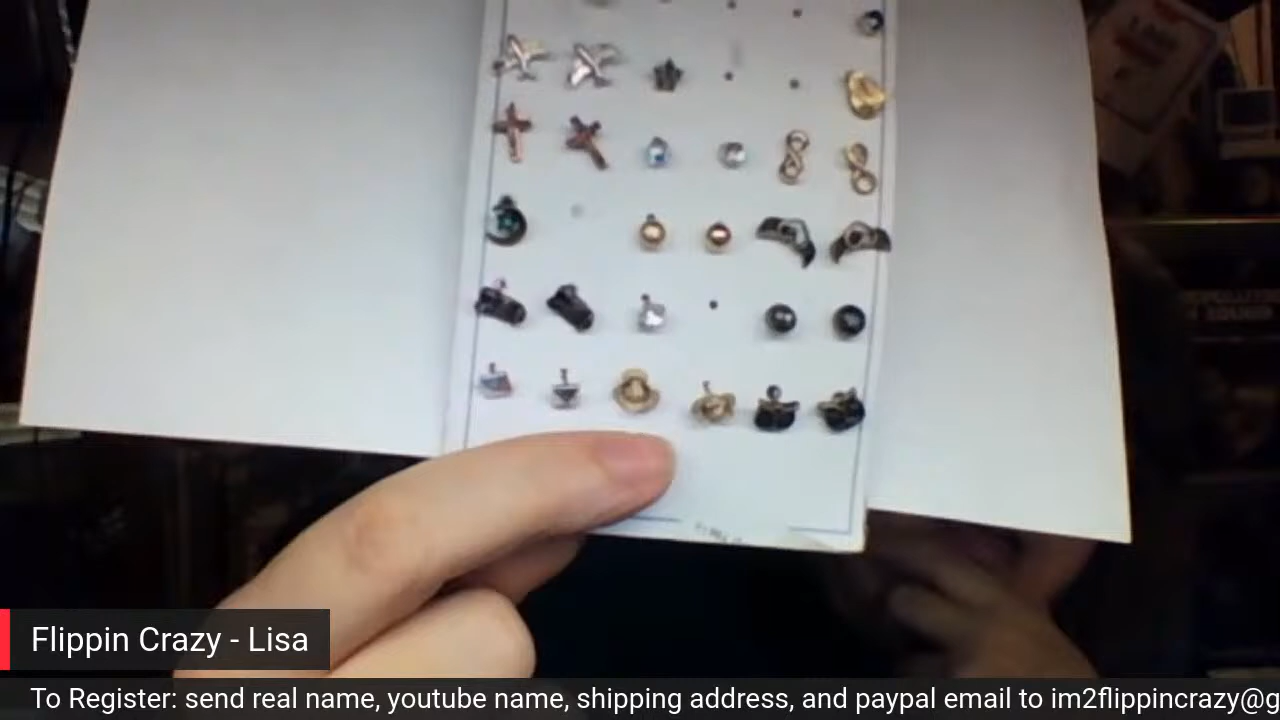 Flippin Crazy - Lisa
To Register: send real name, youtube name, shipping address, and paypal email to im2flippincrazy@g